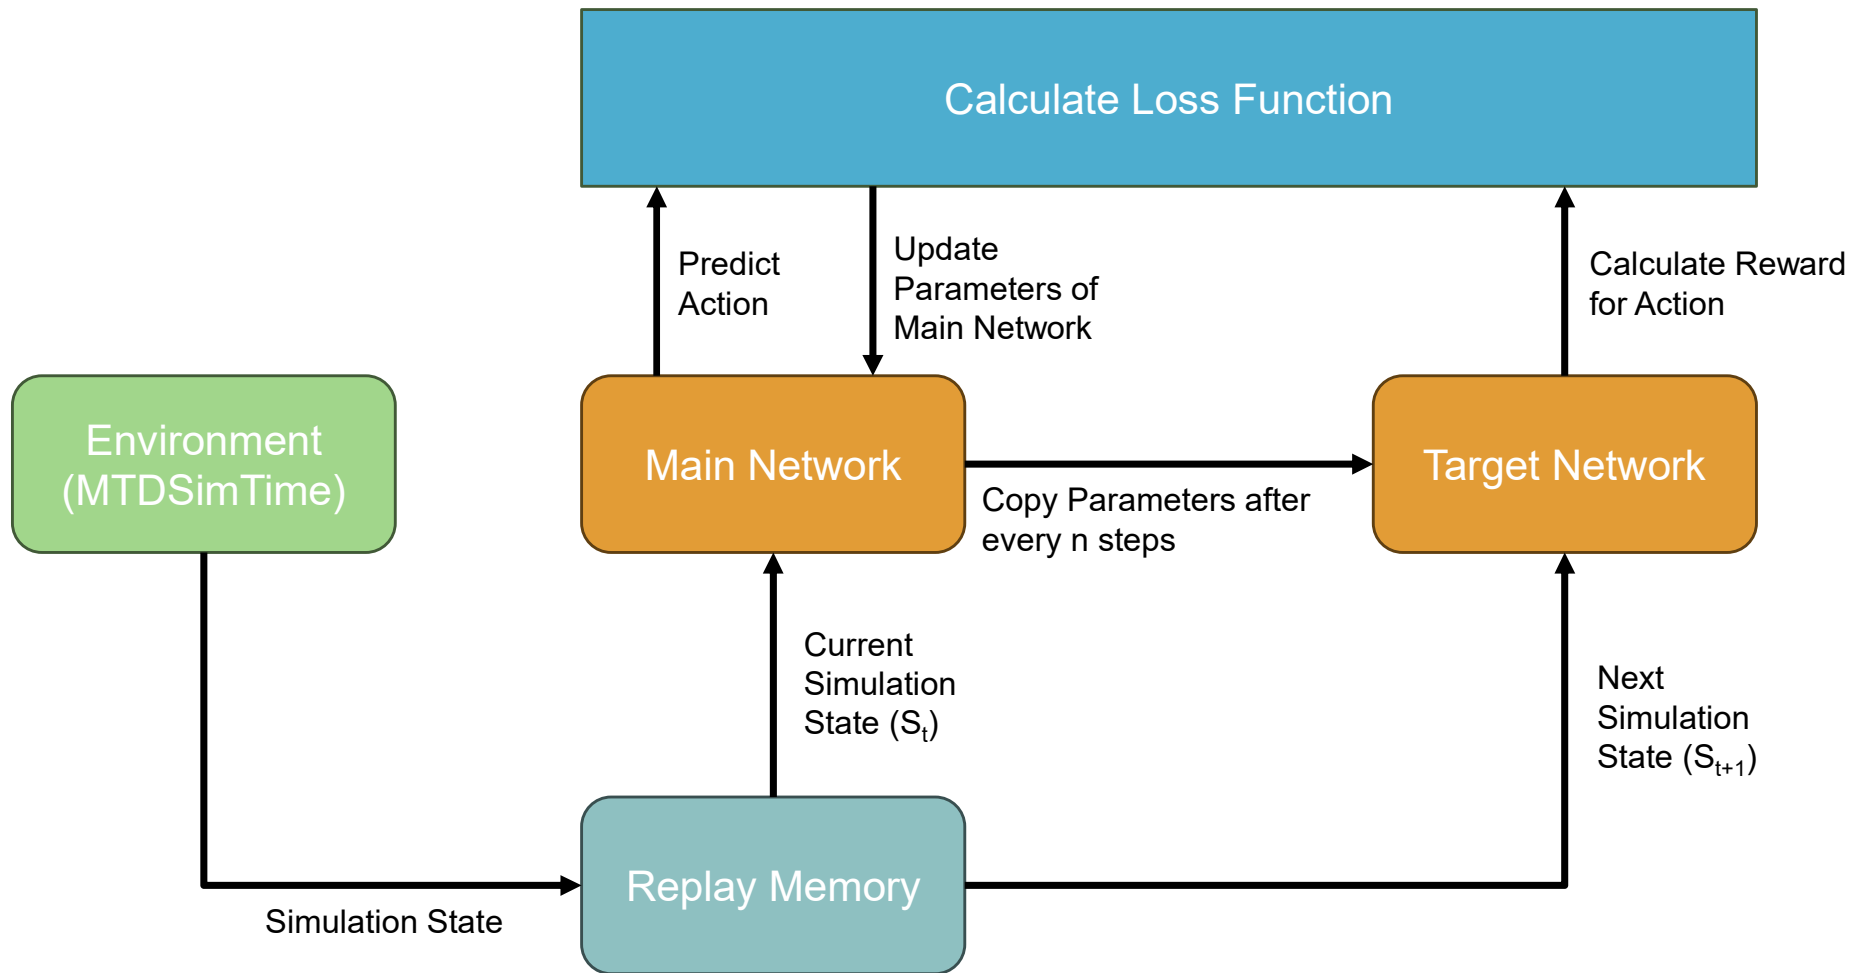 Calculate Loss Function
Predict
Action
Update
Parameters of
Main Network
Calculate Reward
for Action
Environment
(MTDSimTime)
Main Network
Copy Parameters after
every n steps
Target Network
Current
Simulation
State (Sₜ)
Next
Simulation
State (Sₜ₊₁)
Replay Memory
Simulation State